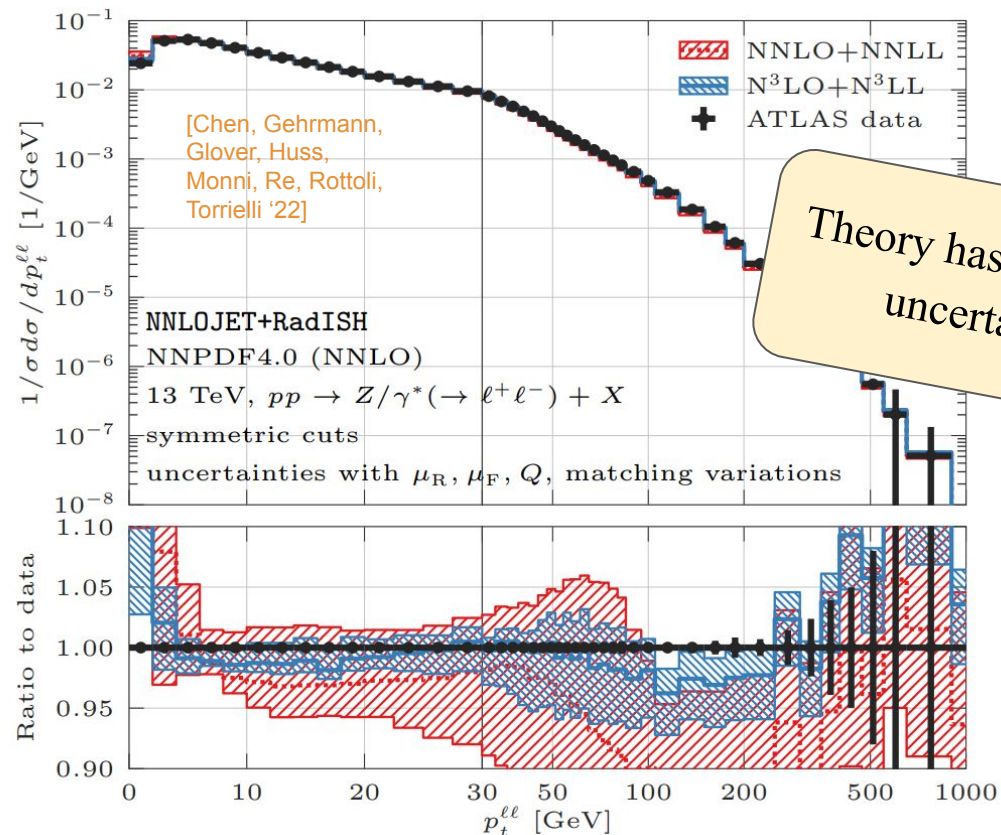 10⁻¹
10⁻²
10⁻³
10⁻⁴
10⁻⁵
10⁻⁶
10⁻⁷
10⁻⁸
1/σ dσ/dp_t^{ℓℓ} [1/GeV]
NNLO+NNLL
N³LO+N³LL
ATLAS data
[Chen, Gehrmann,
Glover, Huss,
Monni, Re, Rottoli,
Torrielli ‘22]
Theory has
NNLOJET+RadISH
NNPDF4.0 (NNLO)
13 TeV, pp → Z/γ*(→ ℓ⁺ℓ⁻) + X
symmetric cuts
uncertainties with μ_R, μ_F, Q, matching variations
1.10
1.05
1.00
0.95
0.90
Ratio to data
0 10 20 30 50 100 500 1000
p_t^{ℓℓ} [GeV]